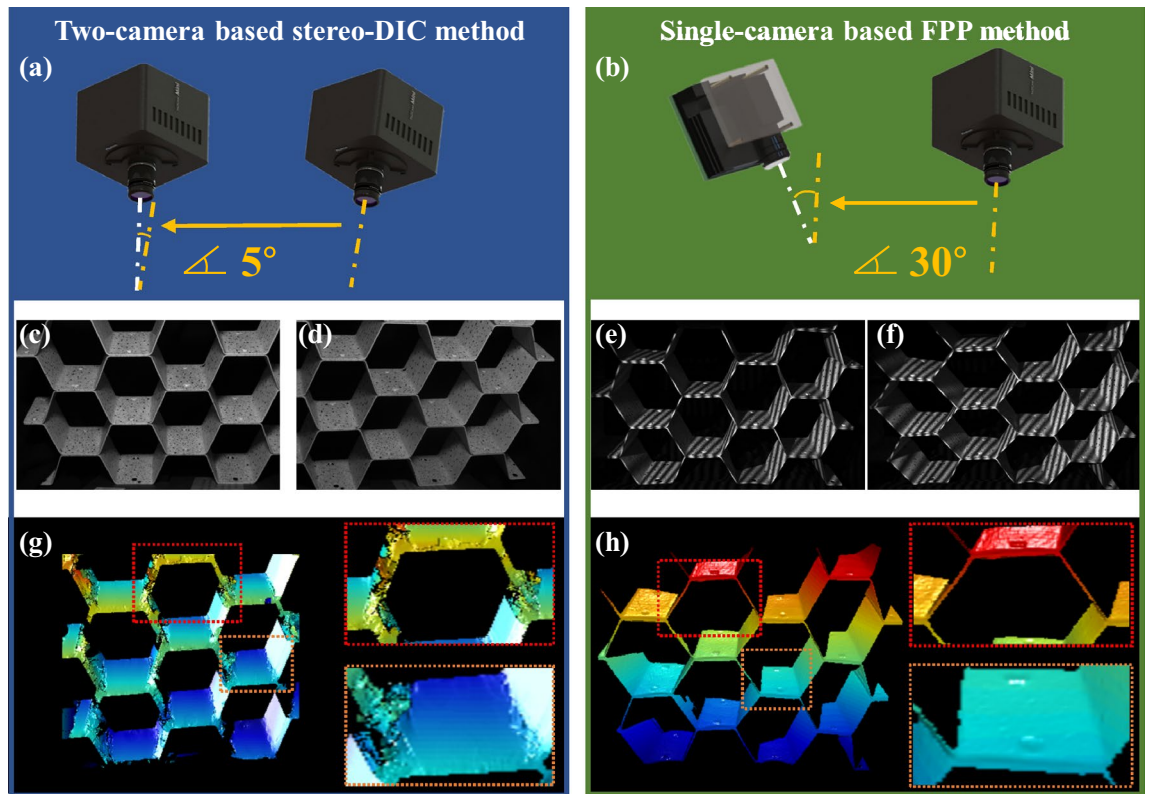 Two-camera based stereo-DIC method
(a)
∡ 5°
(c)
(d)
(g)
Single-camera based FPP method
(b)
∡ 30°
(e)
(f)
(h)